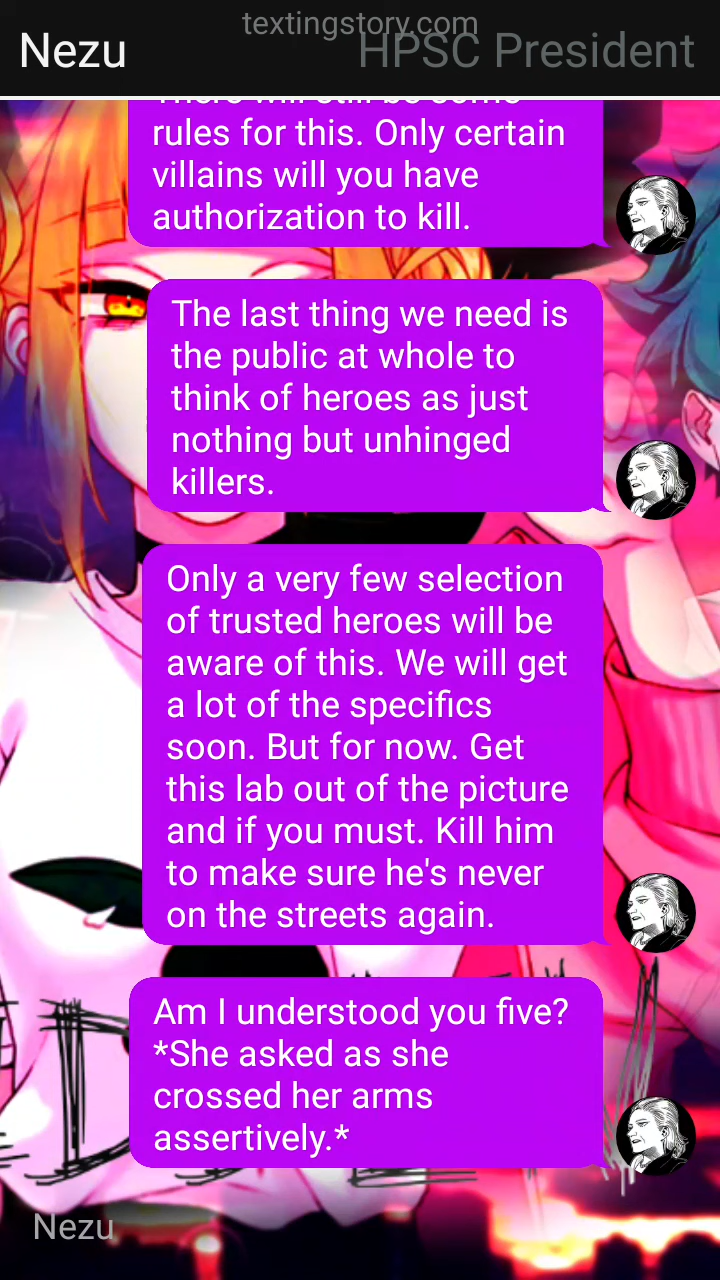 textingstory.com
Nezu
HPSC President
There will still be some
rules for this. Only certain
villains will you have
authorization to kill.
The last thing we need is
the public at whole to
think of heroes as just
nothing but unhinged
killers.
Only a very few selection
of trusted heroes will be
aware of this. We will get
a lot of the specifics
soon. But for now. Get
this lab out of the picture
and if you must. Kill him
to make sure he's never
on the streets again.
Am I understood you five?
*She asked as she
crossed her arms
assertively.*
Nezu